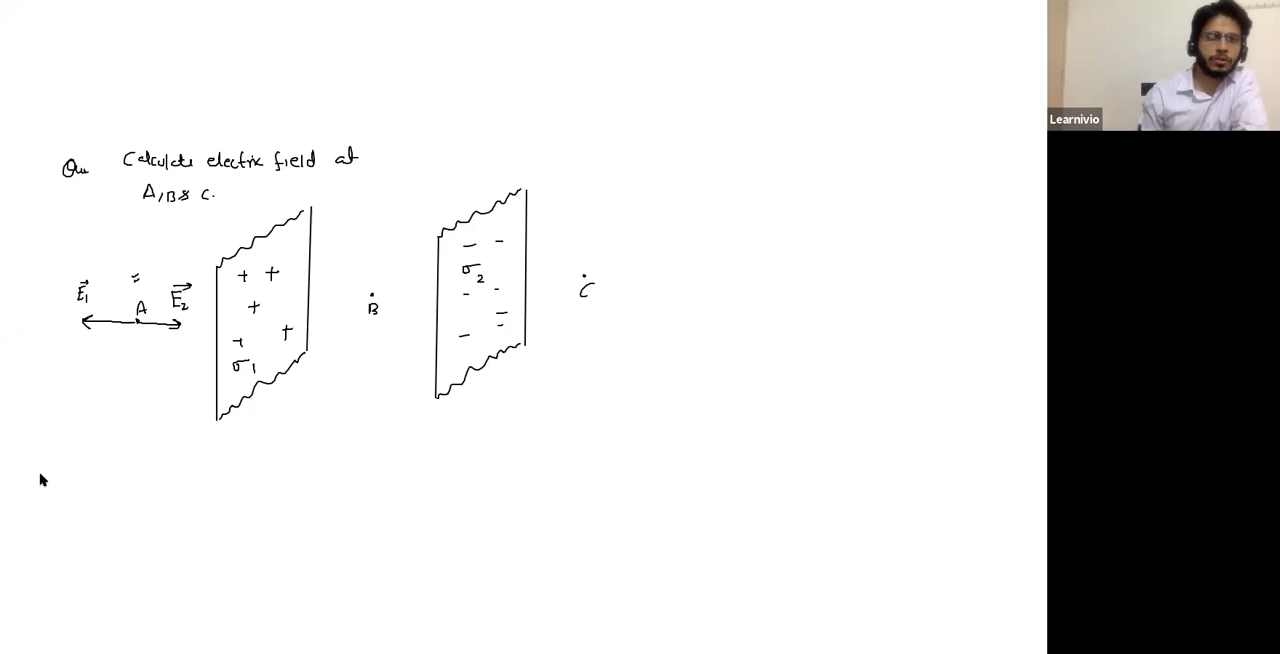 Qu Calculate electric field at
A, B & C.
E₁
A
E₂
+ +
+
+ +
σ₁
B
σ₂
C
Learnivio